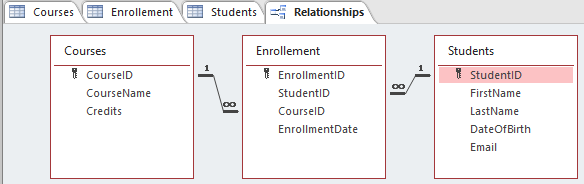 Courses Enrollement Students Relationships
Courses
CourseID
CourseName
Credits
1
∞
Enrollement
EnrollmentID
StudentID
CourseID
EnrollmentDate
1
∞
Students
StudentID
FirstName
LastName
DateOfBirth
Email